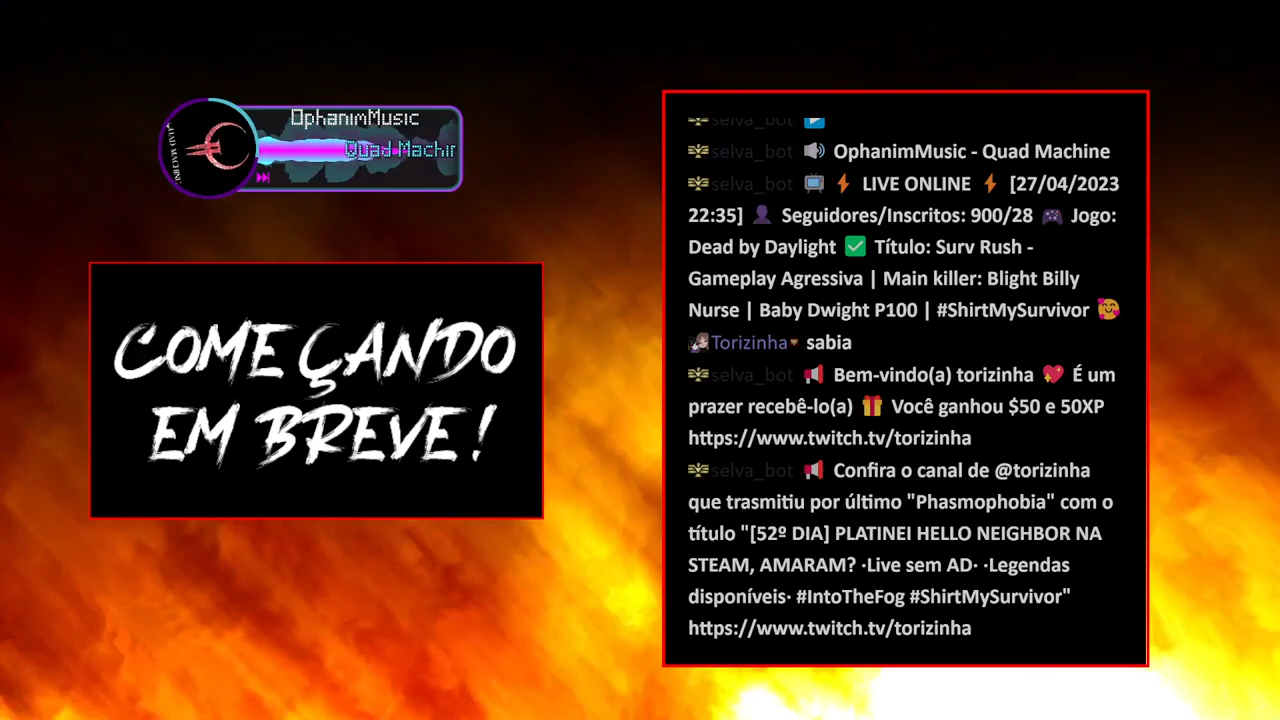 OphanimMusic
Quad Machin
QUAD MACHINE
COMEÇANDO
EM BREVE!
selva_bot ▶️
selva_bot 🔊 OphanimMusic - Quad Machine
selva_bot 📺 ⚡ LIVE ONLINE ⚡ [27/04/2023
22:35] 👤 Seguidores/Inscritos: 900/28 🎮 Jogo:
Dead by Daylight ✅ Título: Surv Rush -
Gameplay Agressiva | Main killer: Blight Billy
Nurse | Baby Dwight P100 | #ShirtMySurvivor 🥰
Torizinha sabia
selva_bot 📢 Bem-vindo(a) torizinha 💖 É um
prazer recebê-lo(a) 🎁 Você ganhou $50 e 50XP
https://www.twitch.tv/torizinha
selva_bot 📢 Confira o canal de @torizinha
que trasmitiu por último "Phasmophobia" com o
título "[52º DIA] PLATINEI HELLO NEIGHBOR NA
STEAM, AMARAM? ·Live sem AD· ·Legendas
disponíveis· #IntoTheFog #ShirtMySurvivor"
https://www.twitch.tv/torizinha